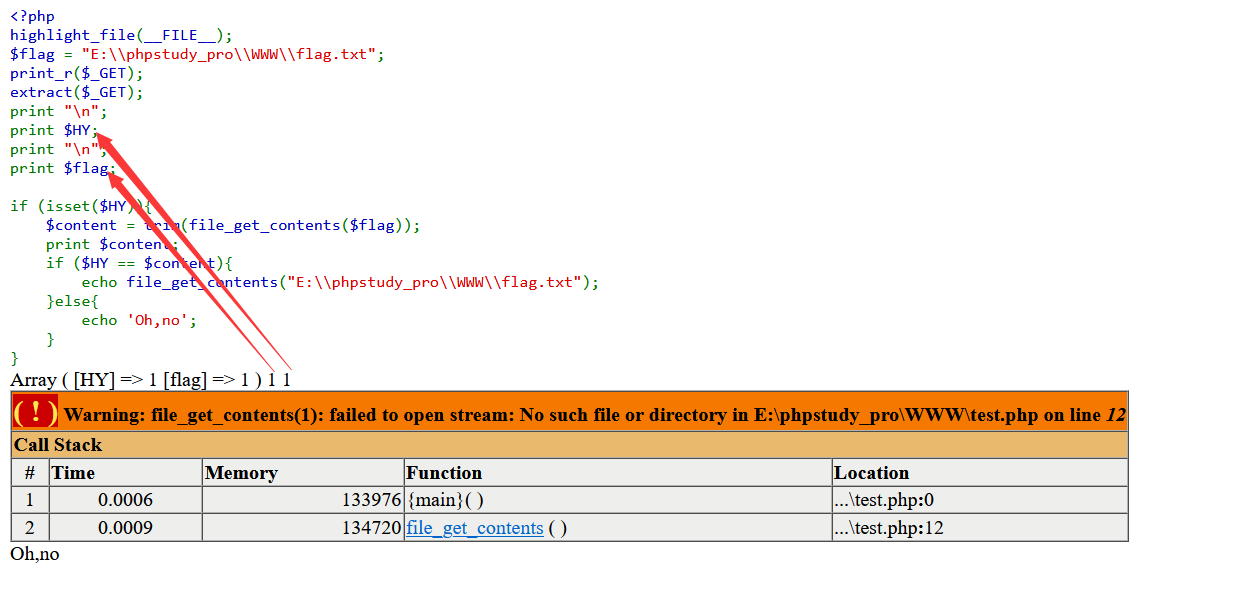 <?php
highlight_file(__FILE__);
$flag = "E:\\phpstudy_pro\\WWW\\flag.txt";
print_r($_GET);
extract($_GET);
print "\n";
print $HY;
print "\n";
print $flag;
if (isset($HY)){
$content = trim(file_get_contents($flag));
print $content;
if ($HY == $content){
echo file_get_contents("E:\\phpstudy_pro\\WWW\\flag.txt");
}else{
echo 'Oh,no';
}
}
Array ( [HY] => 1 [flag] => 1 ) 1 1
( ! ) Warning: file_get_contents(1): failed to open stream: No such file or directory in E:\phpstudy_pro\WWW\test.php on line 12
Call Stack
# Time Memory Function Location
1 0.0006 133976 {main}( ) ...\test.php:0
2 0.0009 134720 file_get_contents ( ) ...\test.php:12
Oh,no